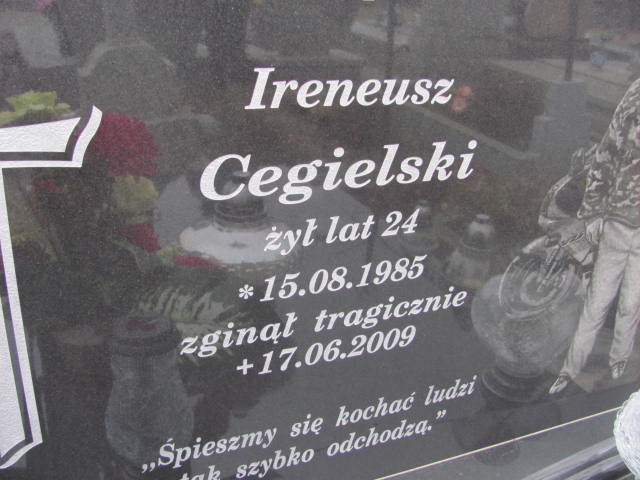 Ireneusz
Cegielski
żył lat 24
* 15.08.1985
zginął tragicznie
+ 17.06.2009
„Śpieszmy się kochać ludzi
tak szybko odchodzą.”